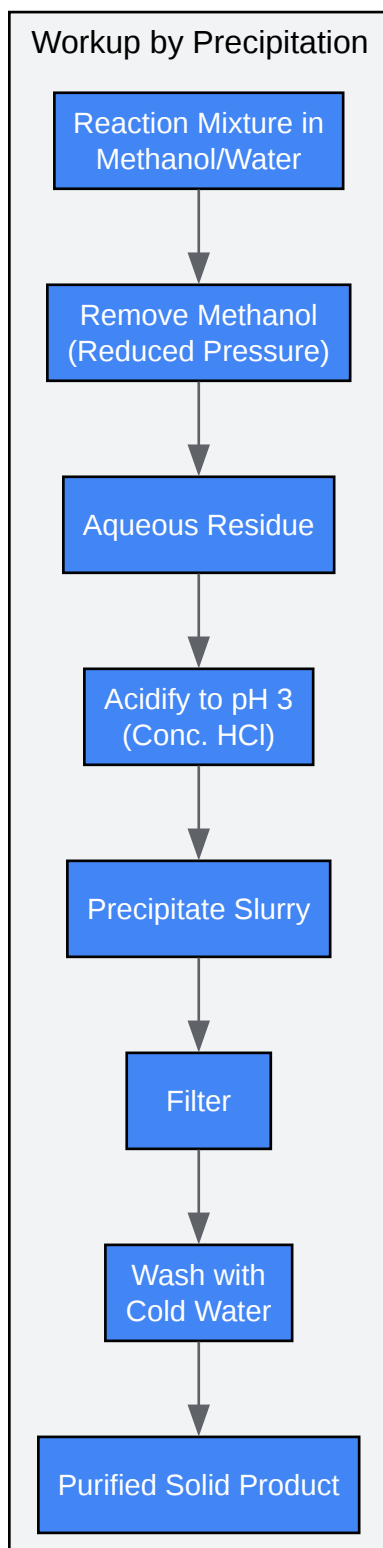 Workup by Precipitation
Reaction Mixture in
Methanol/Water
Remove Methanol
(Reduced Pressure)
Aqueous Residue
Acidify to pH 3
(Conc. HCl)
Precipitate Slurry
Filter
Wash with
Cold Water
Purified Solid Product